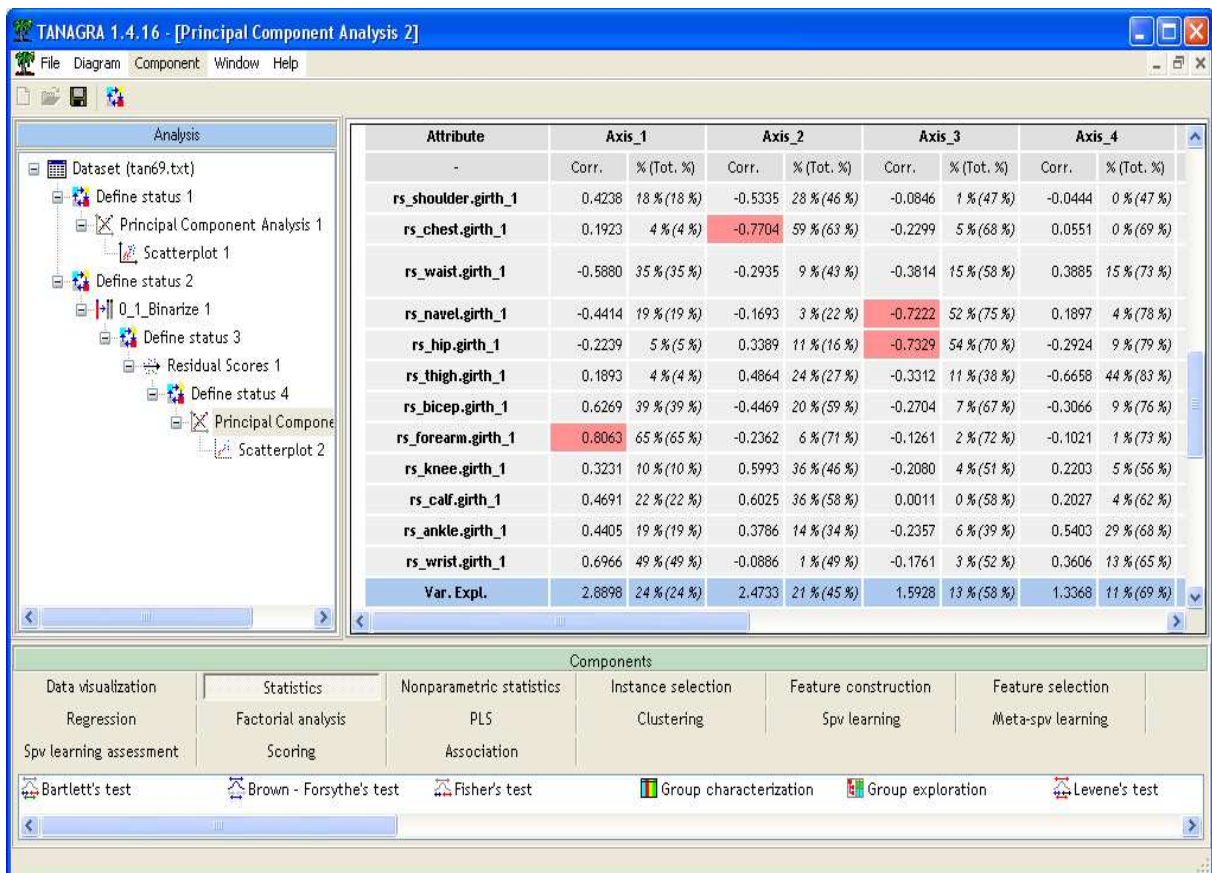 TANAGRA 1.4.16 - [Principal Component Analysis 2]
File Diagram Component Window Help
Analysis
Dataset (tan69.txt)
Define status 1
Principal Component Analysis 1
Scatterplot 1
Define status 2
0_1_Binarize 1
Define status 3
Residual Scores 1
Define status 4
Principal Compone
Scatterplot 2
Attribute Axis_1 Axis_2 Axis_3 Axis_4
- Corr. % (Tot. %) Corr. % (Tot. %) Corr. % (Tot. %) Corr. % (Tot. %)
rs_shoulder.girth_1 0.4238 18 % (18 %) -0.5335 28 % (46 %) -0.0846 1 % (47 %) -0.0444 0 % (47 %)
rs_chest.girth_1 0.1923 4 % (4 %) -0.7704 59 % (63 %) -0.2299 5 % (68 %) 0.0551 0 % (69 %)
rs_waist.girth_1 -0.5880 35 % (35 %) -0.2935 9 % (43 %) -0.3814 15 % (58 %) 0.3885 15 % (73 %)
rs_navel.girth_1 -0.4414 19 % (19 %) -0.1693 3 % (22 %) -0.7222 52 % (75 %) 0.1897 4 % (78 %)
rs_hip.girth_1 -0.2239 5 % (5 %) 0.3389 11 % (16 %) -0.7329 54 % (70 %) -0.2924 9 % (79 %)
rs_thigh.girth_1 0.1893 4 % (4 %) 0.4864 24 % (27 %) -0.3312 11 % (38 %) -0.6658 44 % (83 %)
rs_bicep.girth_1 0.6269 39 % (39 %) -0.4469 20 % (59 %) -0.2704 7 % (67 %) -0.3066 9 % (76 %)
rs_forearm.girth_1 0.8063 65 % (65 %) -0.2362 6 % (71 %) -0.1261 2 % (72 %) -0.1021 1 % (73 %)
rs_knee.girth_1 0.3231 10 % (10 %) 0.5993 36 % (46 %) -0.2080 4 % (51 %) 0.2203 5 % (56 %)
rs_calf.girth_1 0.4691 22 % (22 %) 0.6025 36 % (58 %) 0.0011 0 % (58 %) 0.2027 4 % (62 %)
rs_ankle.girth_1 0.4405 19 % (19 %) 0.3786 14 % (34 %) -0.2357 6 % (39 %) 0.5403 29 % (68 %)
rs_wrist.girth_1 0.6966 49 % (49 %) -0.0886 1 % (49 %) -0.1761 3 % (52 %) 0.3606 13 % (65 %)
Var. Expl. 2.8898 24 % (24 %) 2.4733 21 % (45 %) 1.5928 13 % (58 %) 1.3368 11 % (69 %)
Components
Data visualization Statistics Nonparametric statistics Instance selection Feature construction Feature selection
Regression Factorial analysis PLS Clustering Spv learning Meta-spv learning
Spv learning assessment Scoring Association
Bartlett's test Brown - Forsythe's test Fisher's test Group characterization Group exploration Levene's test